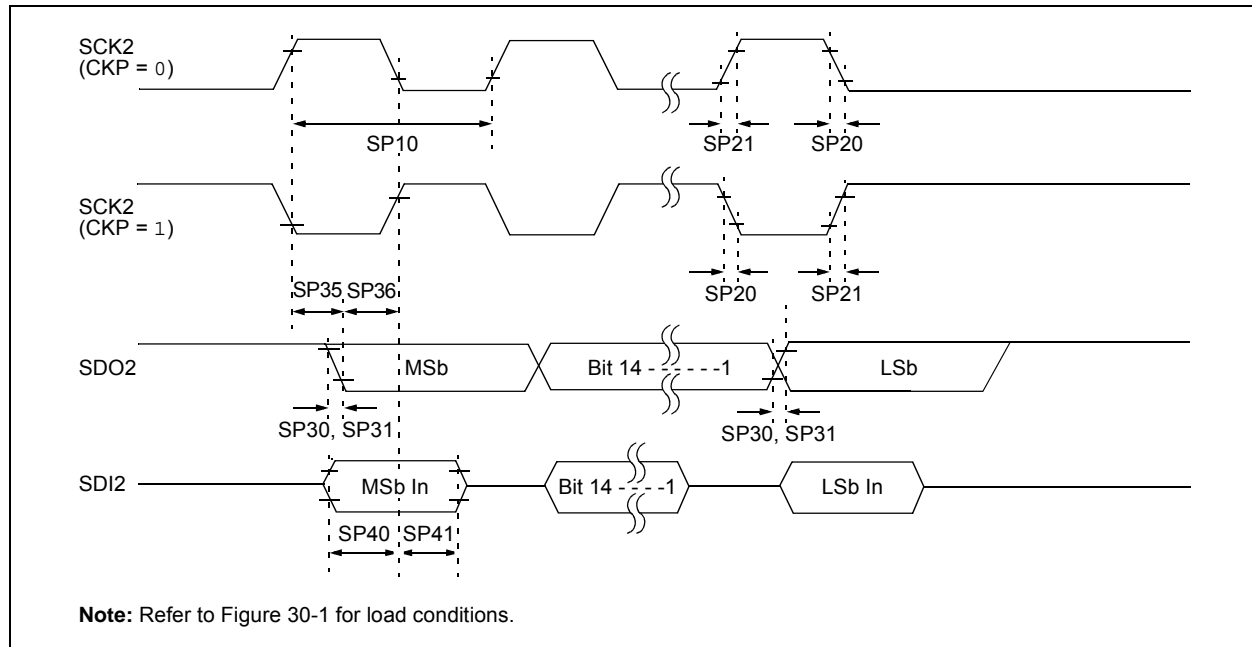 SCK2
(CKP = 0)
SP10
SP21
SP20
SCK2
(CKP = 1)
SP35
SP36
SP20
SP21
SDO2
MSb
Bit 14 - - - - - - -1
LSb
SP30, SP31
SP30, SP31
SDI2
MSb In
Bit 14 - - - - -1
LSb In
SP40
SP41
Note: Refer to Figure 30-1 for load conditions.